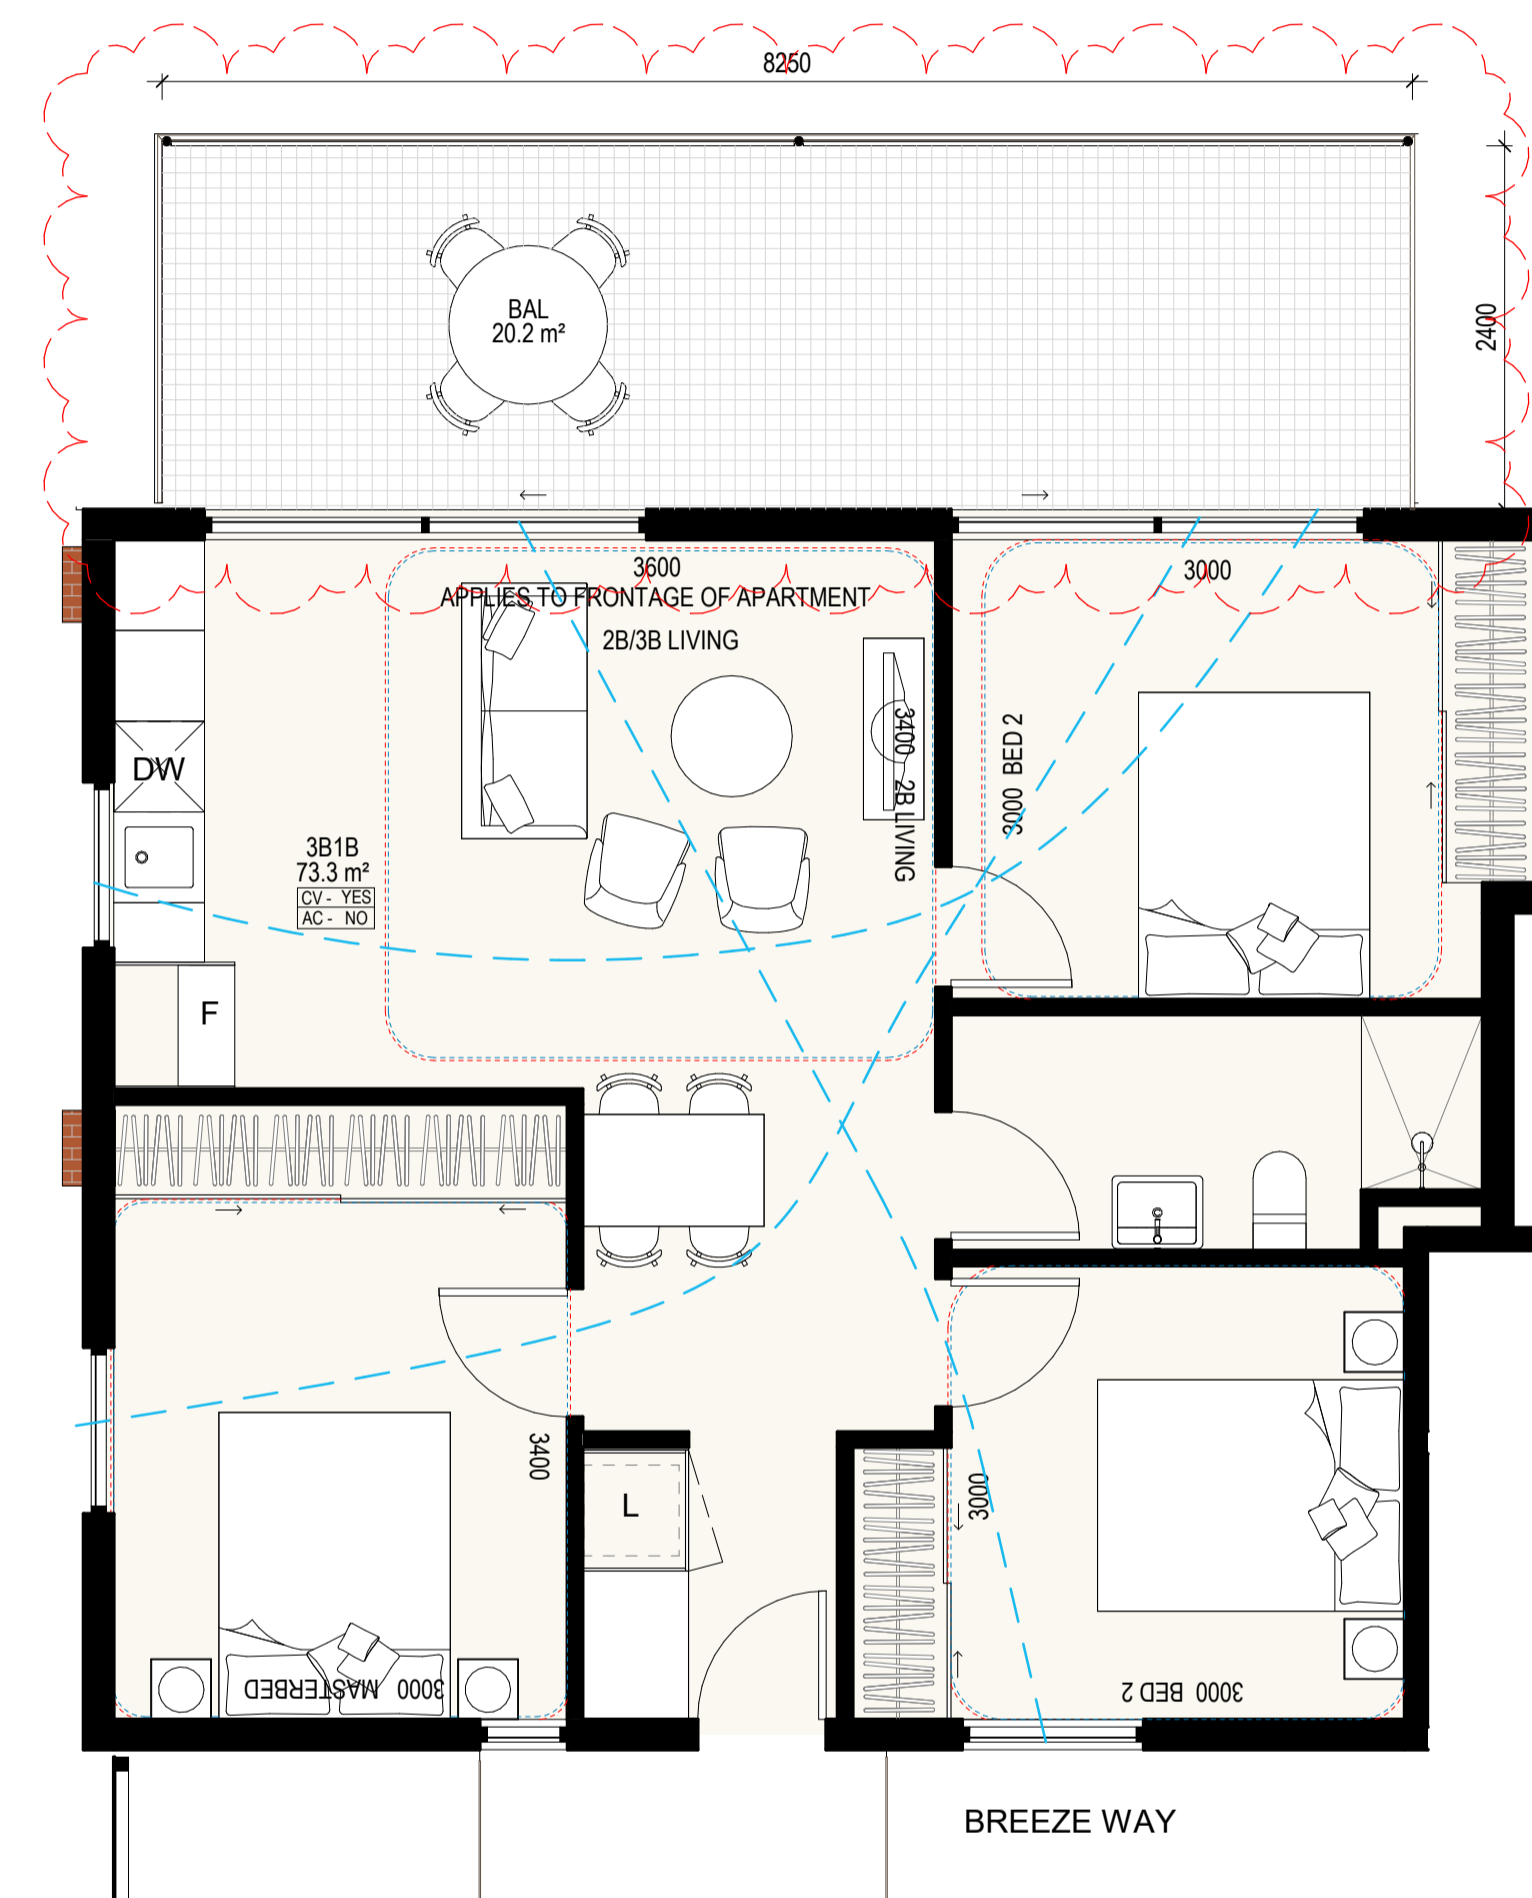 8250
2400
BAL
20.2 m²
3600
APPLIES TO FRONTAGE OF APARTMENT
2B/3B LIVING
3000
3400 2B LIVING
3000 BED 2
DW
3B1B
73.3 m²
CV - YES
AC - NO
F
3400
L
3000
3000 MASTERBED
3000 BED 2
BREEZE WAY